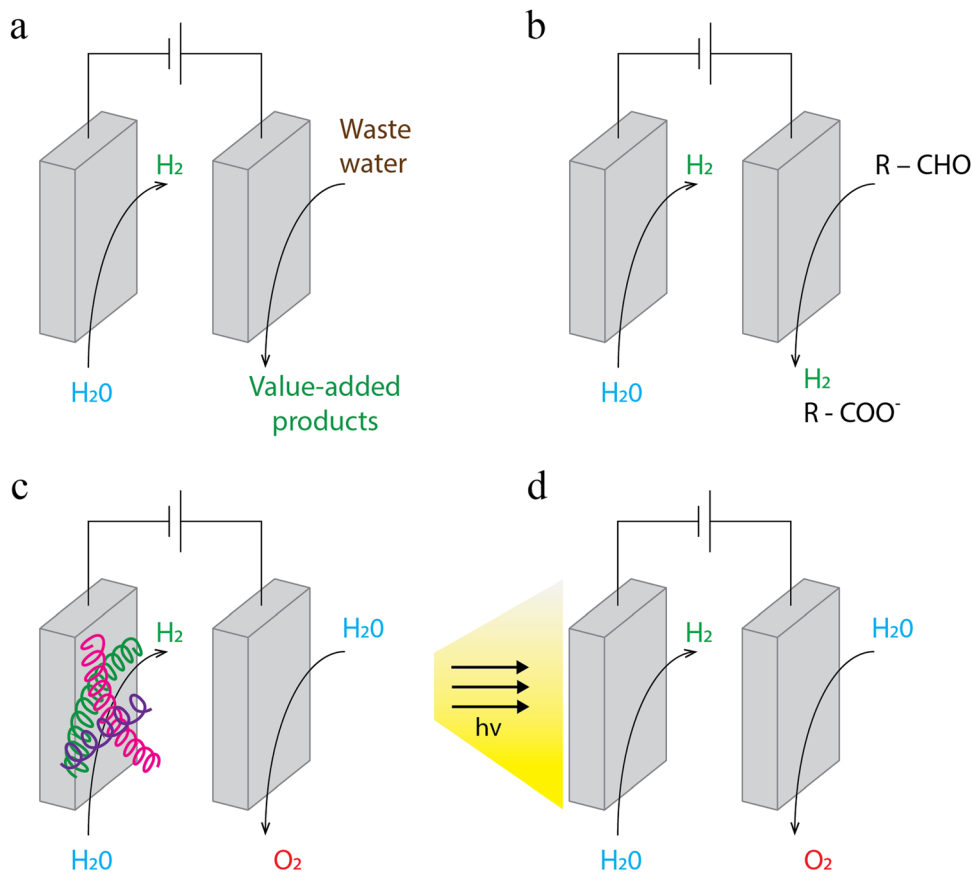 a
b
Waste
water
H₂
H₂
R – CHO
H₂0
Value-added
products
H₂0
H₂
R - COO⁻
c
d
H₂
H₂0
hν
H₂
H₂0
H₂0
O₂
H₂0
O₂